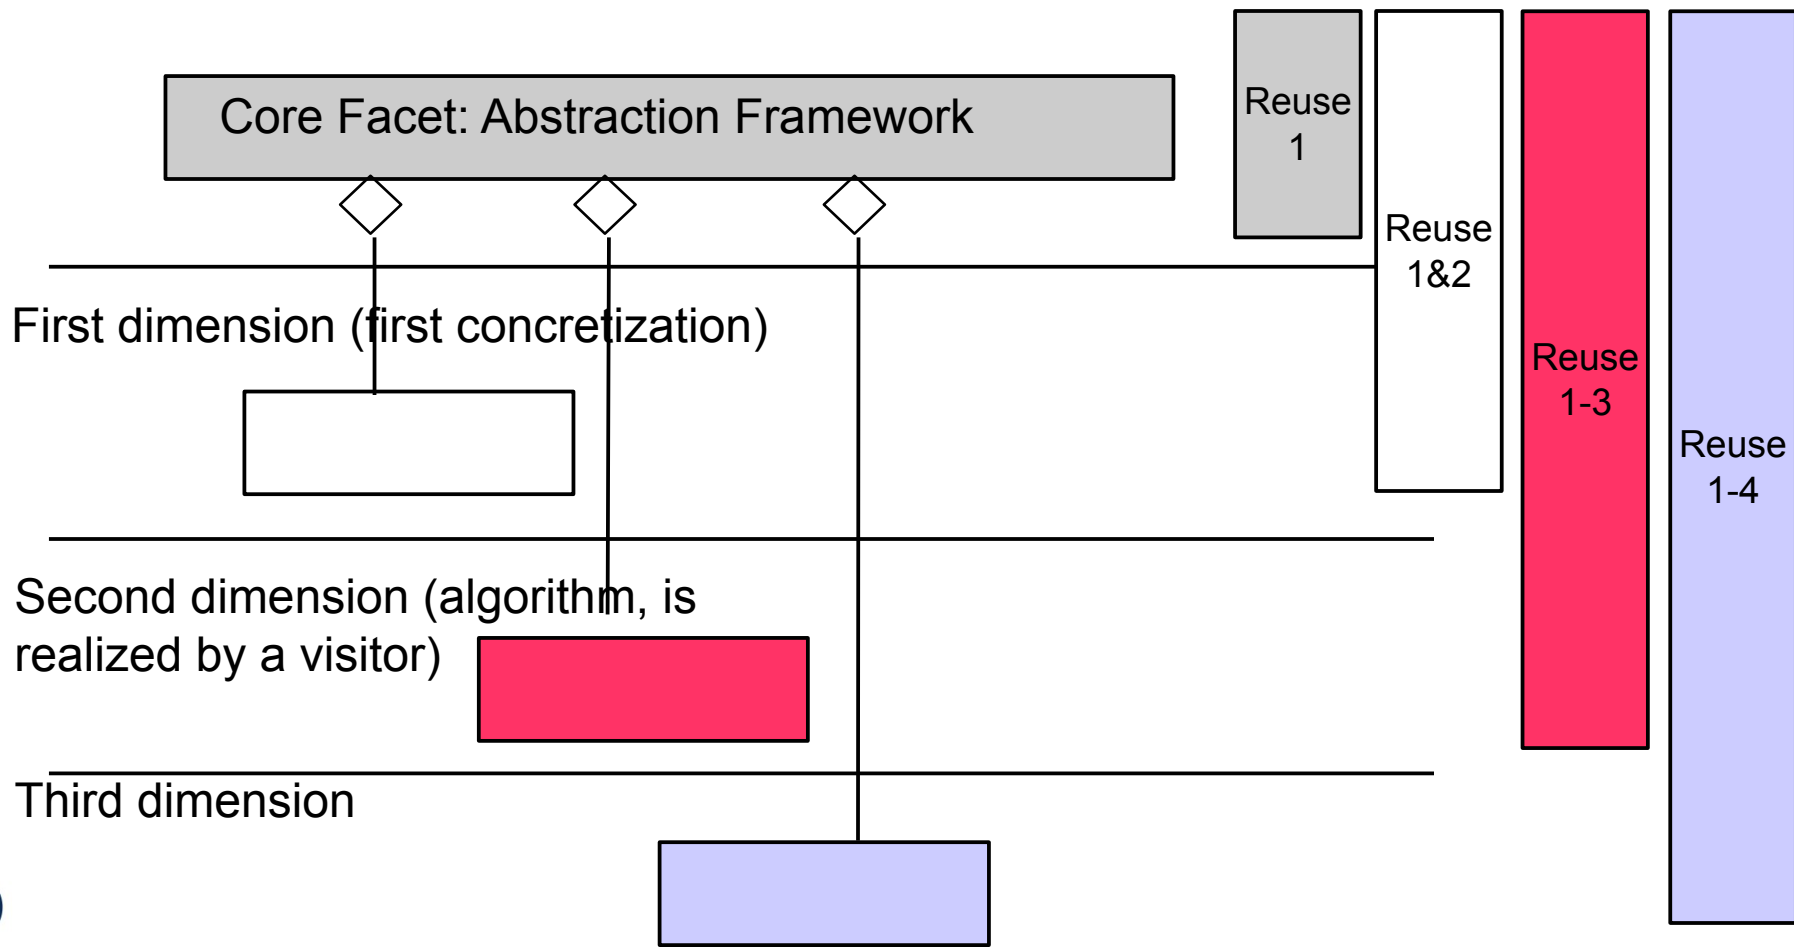 Core Facet: Abstraction Framework
First dimension (first concretization)
Second dimension (algorithm, is
realized by a visitor)
Third dimension
Reuse
1
Reuse
1&2
Reuse
1-3
Reuse
1-4